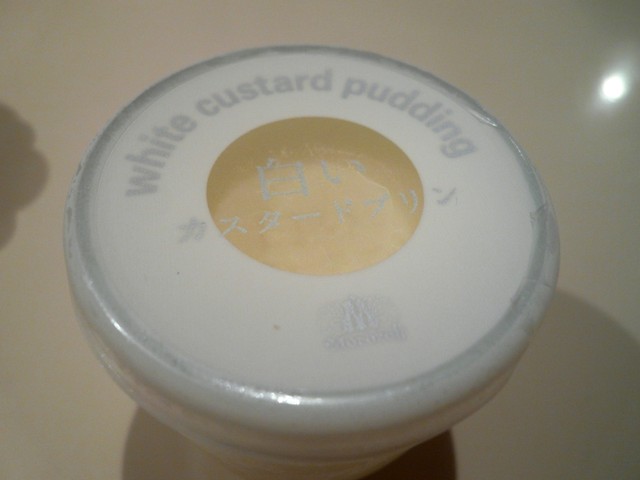 white custard pudding
白い
カスタードプリン